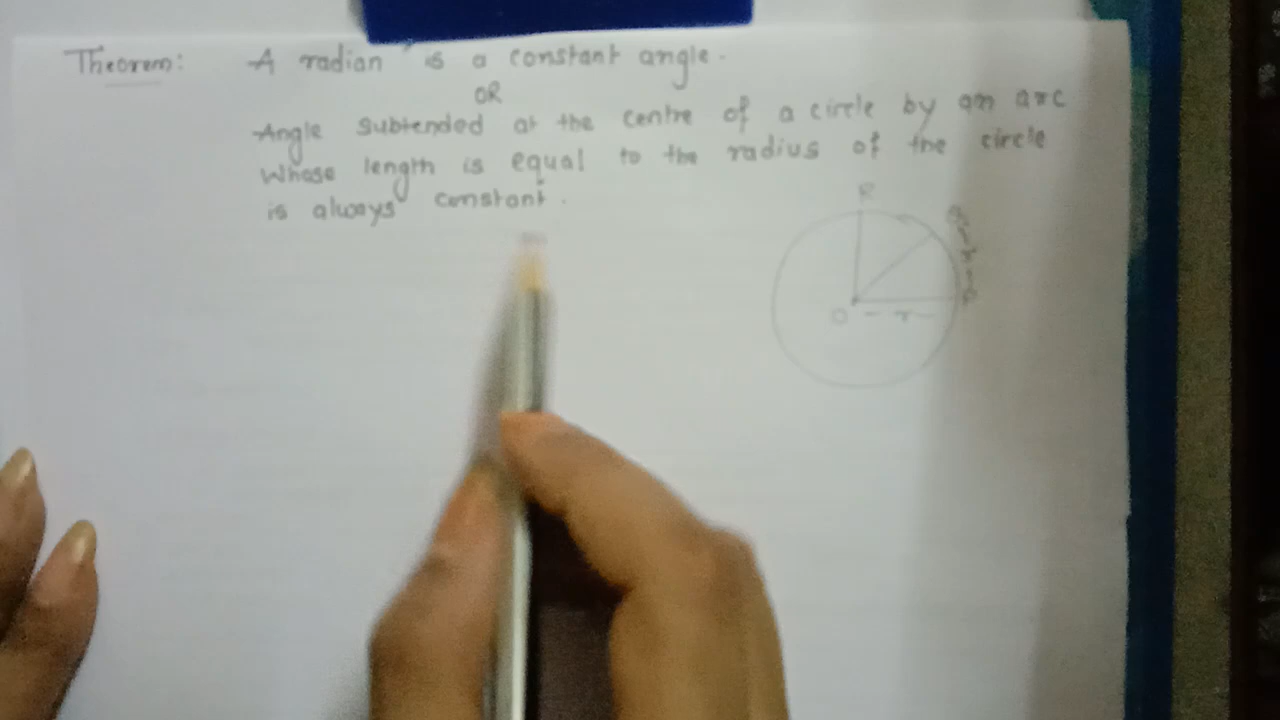 Theorem: A radian is a constant angle.
OR
Angle subtended at the centre of a circle by an arc
whose length is equal to the radius of the circle
is always constant.
R
O - r -